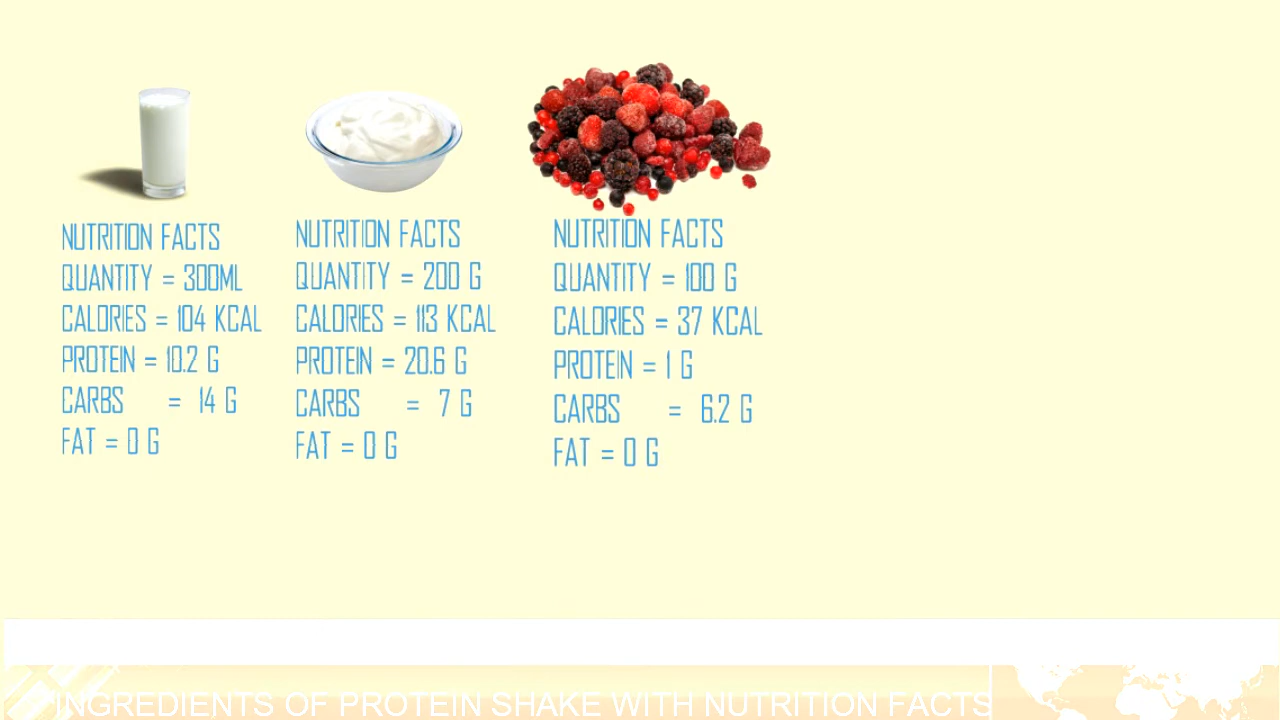 NUTRITION FACTS
QUANTITY = 300ML
CALORIES = 104 KCAL
PROTEIN = 10.2 G
CARBS = 14 G
FAT = 0 G
NUTRITION FACTS
QUANTITY = 200 G
CALORIES = 113 KCAL
PROTEIN = 20.6 G
CARBS = 7 G
FAT = 0 G
NUTRITION FACTS
QUANTITY = 100 G
CALORIES = 37 KCAL
PROTEIN = 1 G
CARBS = 6.2 G
FAT = 0 G
INGREDIENTS OF PROTEIN SHAKE WITH NUTRITION FACTS